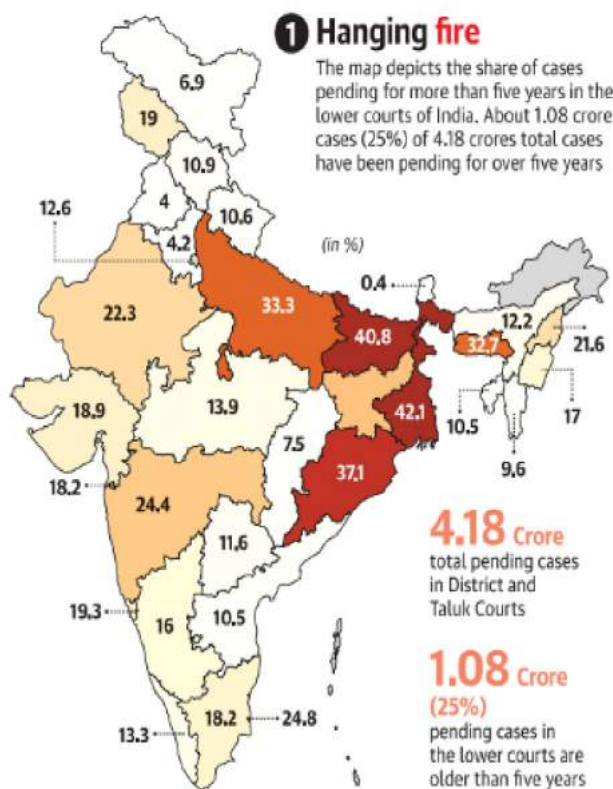 1 Hanging fire
The map depicts the share of cases
pending for more than five years in the
lower courts of India. About 1.08 crore
cases (25%) of 4.18 crores total cases
have been pending for over five years
(in %)
6.9
19
10.9
4
10.6
12.6
4.2
0.4
22.3
33.3
12.2
40.8
32.7
21.6
18.9
13.9
42.1
17
7.5
10.5
18.2
37.1
9.6
24.4
11.6
4.18 Crore
total pending cases
in District and
Taluk Courts
19.3
16
10.5
1.08 Crore
(25%)
pending cases in
the lower courts are
older than five years
18.2
24.8
13.3